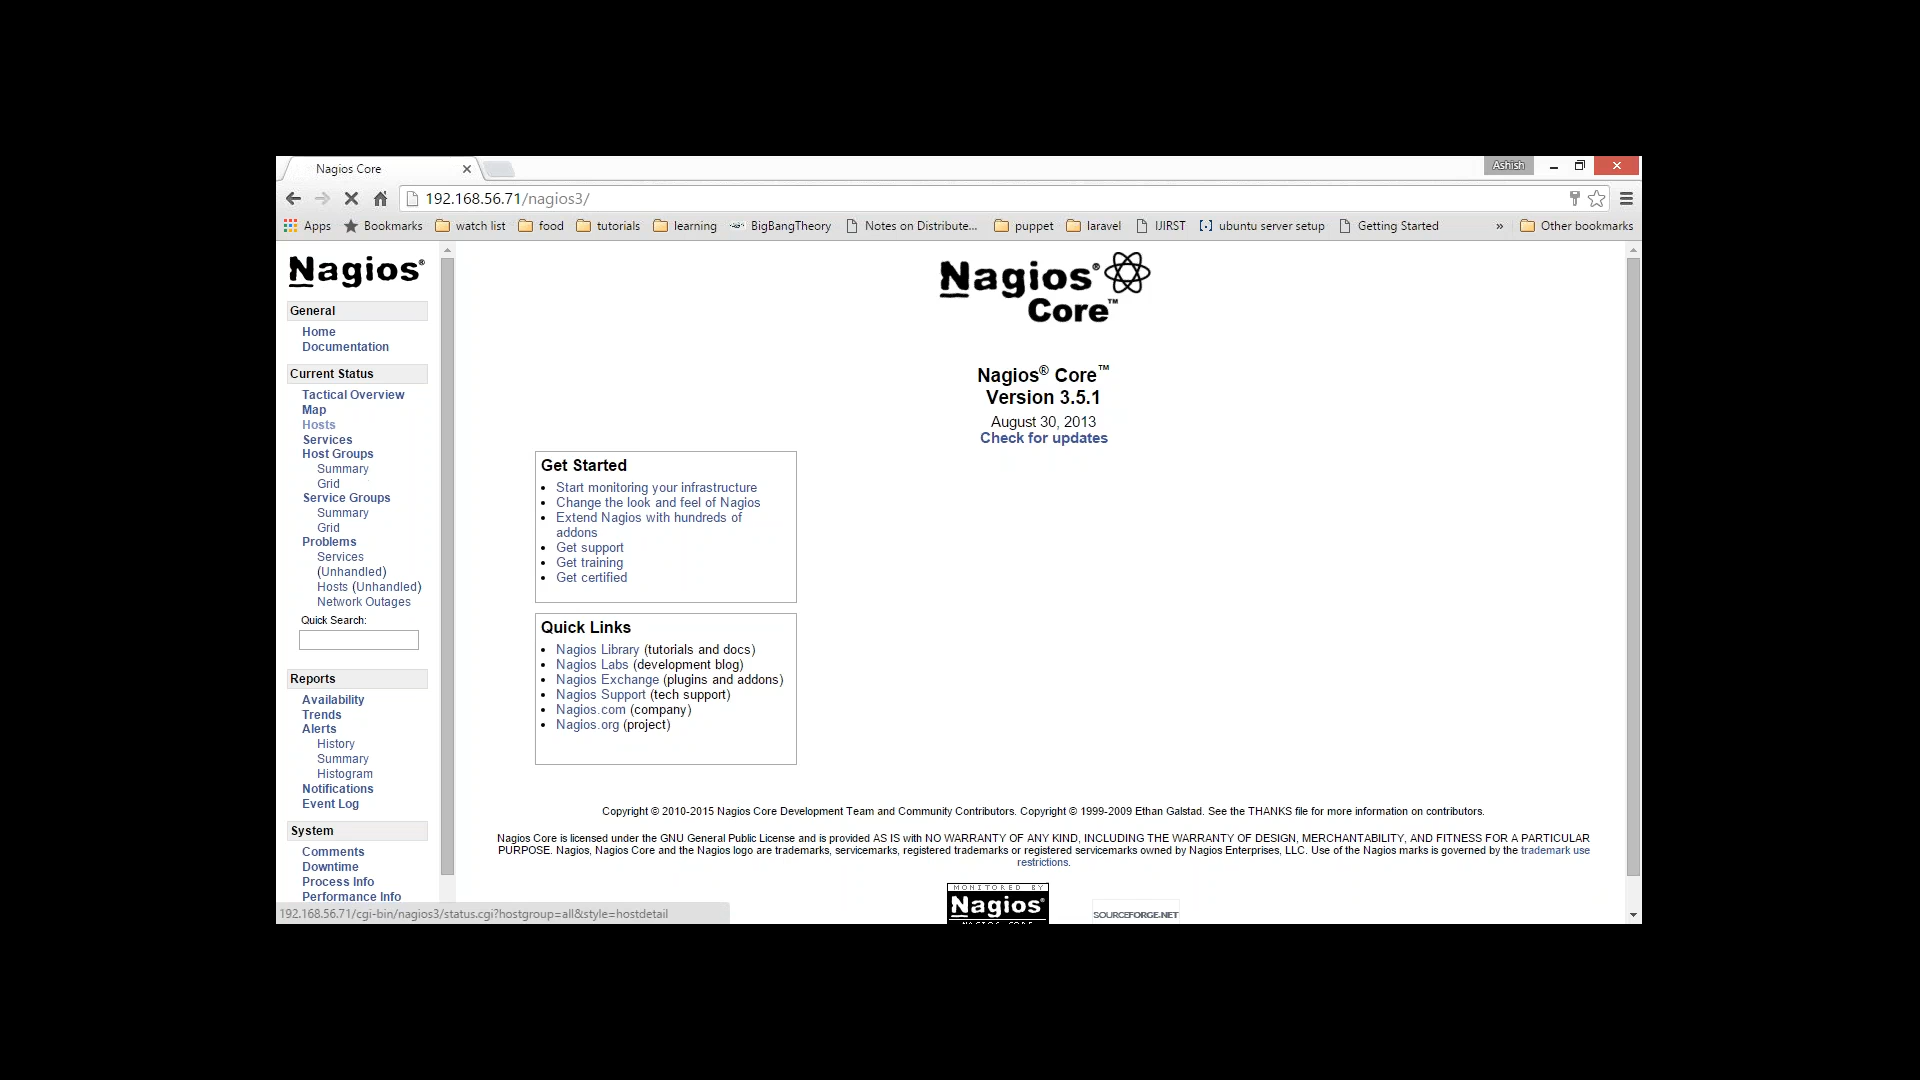 Nagios Core
Ashish
192.168.56.71/nagios3/
Apps Bookmarks watch list food tutorials learning BigBangTheory Notes on Distribute... puppet laravel IJIRST ubuntu server setup Getting Started » Other bookmarks
Nagios®
General
Home
Documentation
Current Status
Tactical Overview
Map
Hosts
Services
Host Groups
Summary
Grid
Service Groups
Summary
Grid
Problems
Services
(Unhandled)
Hosts (Unhandled)
Network Outages
Quick Search:
Reports
Availability
Trends
Alerts
History
Summary
Histogram
Notifications
Event Log
System
Comments
Downtime
Process Info
Performance Info
192.168.56.71/cgi-bin/nagios3/status.cgi?hostgroup=all&style=hostdetail
Nagios®
Core™
Nagios® Core™
Version 3.5.1
August 30, 2013
Check for updates
Get Started
• Start monitoring your infrastructure
• Change the look and feel of Nagios
• Extend Nagios with hundreds of
addons
• Get support
• Get training
• Get certified
Quick Links
• Nagios Library (tutorials and docs)
• Nagios Labs (development blog)
• Nagios Exchange (plugins and addons)
• Nagios Support (tech support)
• Nagios.com (company)
• Nagios.org (project)
Copyright © 2010-2015 Nagios Core Development Team and Community Contributors. Copyright © 1999-2009 Ethan Galstad. See the THANKS file for more information on contributors.
Nagios Core is licensed under the GNU General Public License and is provided AS IS with NO WARRANTY OF ANY KIND, INCLUDING THE WARRANTY OF DESIGN, MERCHANTABILITY, AND FITNESS FOR A PARTICULAR
PURPOSE. Nagios, Nagios Core and the Nagios logo are trademarks, servicemarks, registered trademarks or registered servicemarks owned by Nagios Enterprises, LLC. Use of the Nagios marks is governed by the trademark use
restrictions.
MONITORED BY
Nagios®
NAGIOS CORE
SOURCEFORGE.NET